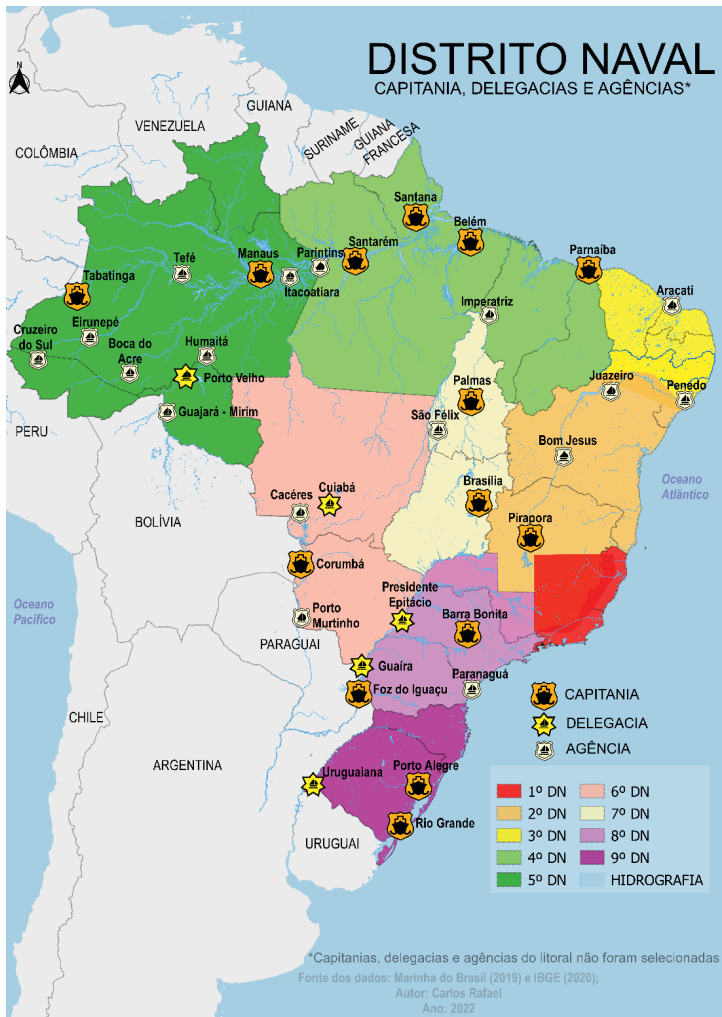 DISTRITO NAVAL
CAPITANIA, DELEGACIAS E AGÊNCIAS*
N
GUIANA
VENEZUELA
SURINAME
GUIANA
FRANCESA
COLÔMBIA
Santana
Belém
Santarém
Parintins
Manaus
Itacoatiara
Tefé
Tabatinga
Parnaíba
Aracati
Imperatriz
Eirunepé
Cruzeiro
do Sul
Boca do
Acre
Humaitá
Porto Velho
Guajará - Mirim
Palmas
São Félix
Juazeiro
Penedo
Bom Jesus
PERU
Oceano
Atlântico
Brasília
Cuiabá
Cacéres
Pirapora
BOLÍVIA
Corumbá
Presidente
Epitácio
Barra Bonita
Porto
Murtinho
Oceano
Pacífico
PARAGUAI
Guaíra
Foz do Iguaçu
Paranaguá
CAPITANIA
DELEGACIA
AGÊNCIA
CHILE
ARGENTINA
Uruguaiana
Porto Alegre
Rio Grande
URUGUAI
1º DN
2º DN
3º DN
4º DN
5º DN
6º DN
7º DN
8º DN
9º DN
HIDROGRAFIA
*Capitanias, delegacias e agências do litoral não foram selecionadas
Fonte dos dados: Marinha do Brasil (2019) e IBGE (2020);
Autor: Carlos Rafael
Ano: 2022